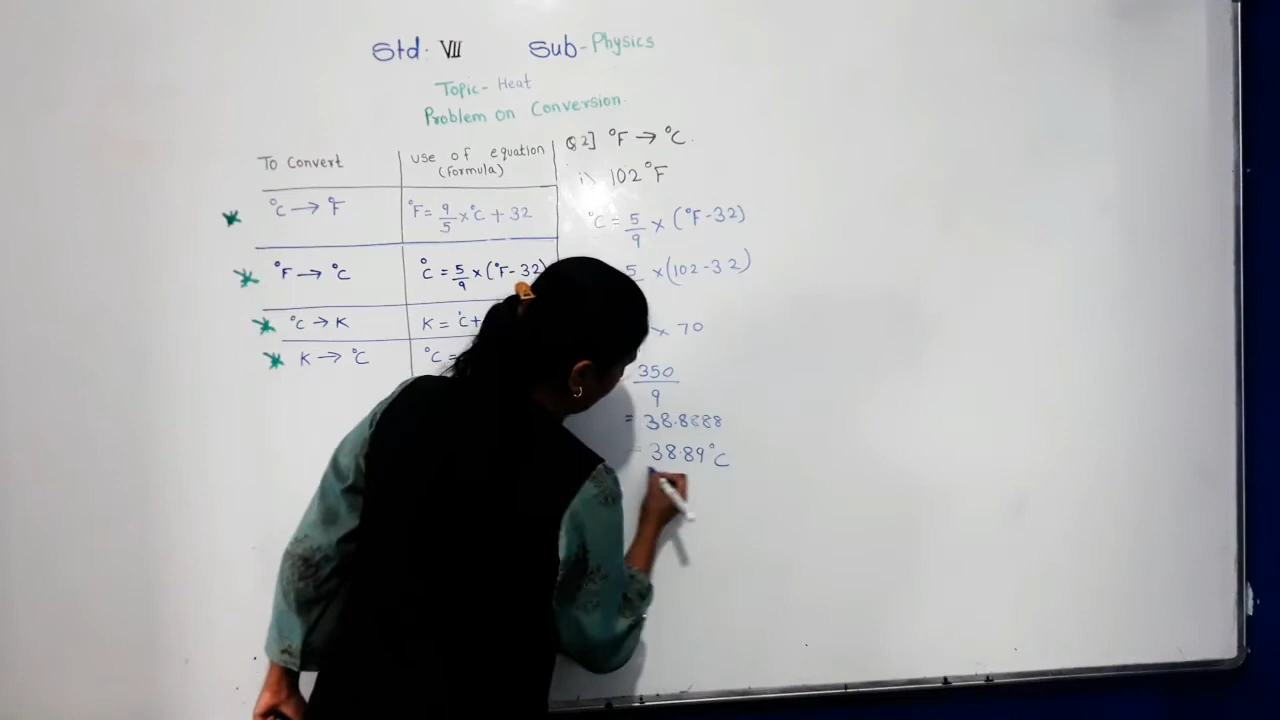 Std. VII Sub-Physics
Topic- Heat
Problem on Conversion.
To Convert
use of equation
(formula)
°C → °F
°F = 9/5 x °C + 32
°F → °C
°C = 5/9 x (°F - 32)
°C → K
K = °C +
K → °C
°C =
Q2] °F → °C.
i) 102°F
°C = 5/9 x (°F - 32)
5 x (102 - 32)
x 70
350/9
= 38.8888
= 38.89°C